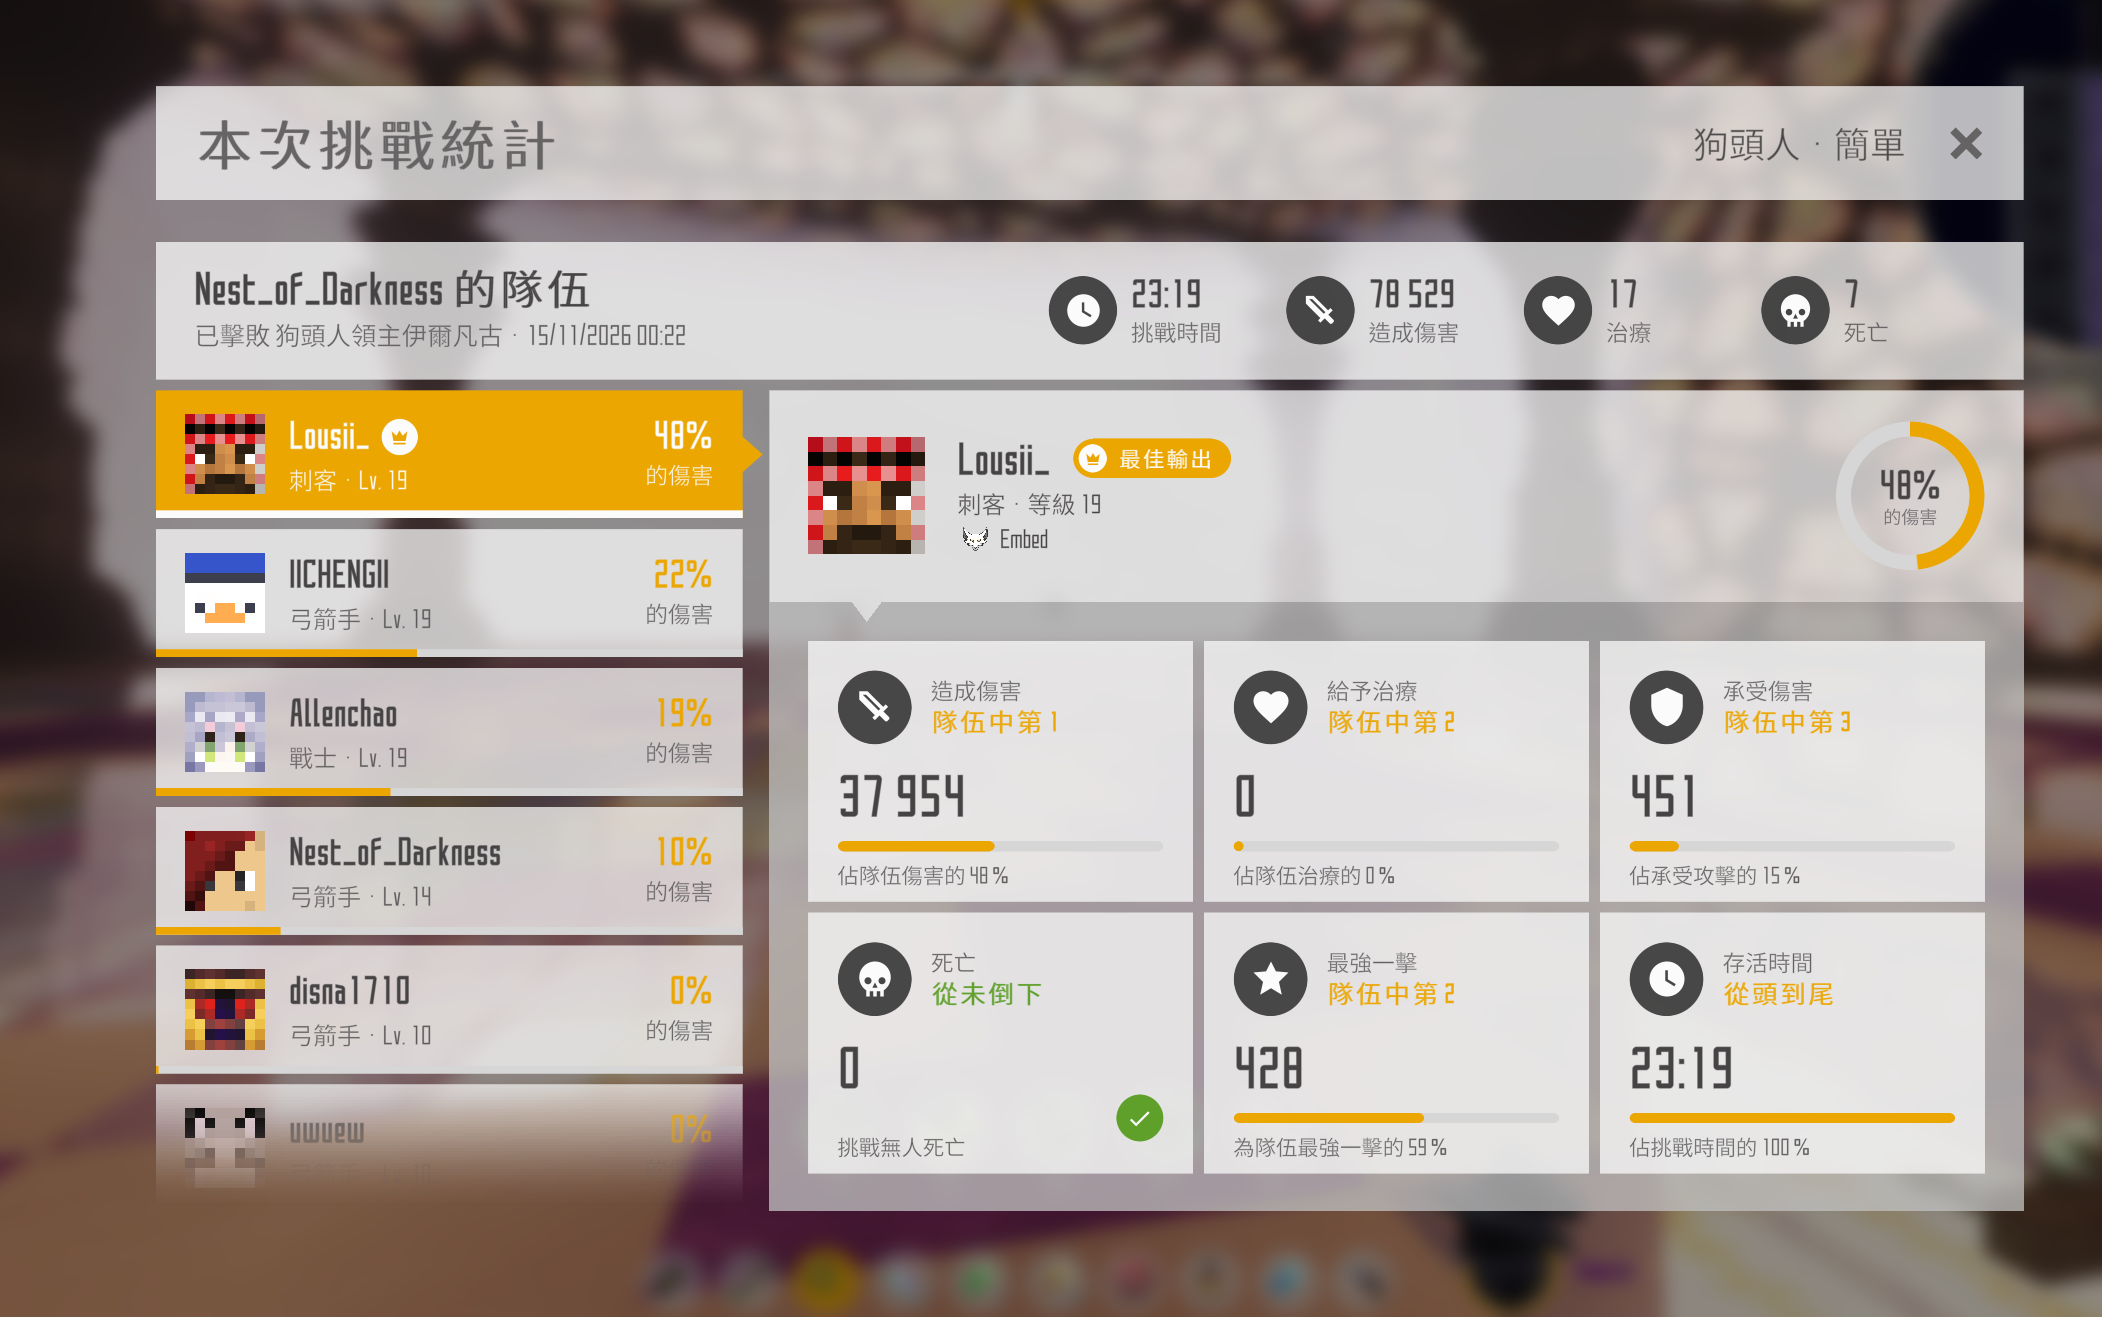 本次挑戰統計
狗頭人 · 簡單
Nest_of_Darkness 的隊伍
已擊敗 狗頭人領主伊爾凡古 · 15/11/2026 00:22
23:19
挑戰時間
78 529
造成傷害
17
治療
7
死亡
Lousii_
刺客 · Lv. 19
48%
的傷害
IICHENGII
弓箭手 · Lv. 19
22%
的傷害
Allenchao
戰士 · Lv. 19
19%
的傷害
Nest_of_Darkness
弓箭手 · Lv. 14
10%
的傷害
disna1710
弓箭手 · Lv. 10
0%
的傷害
uwuew
0%
Lousii_
最佳輸出
刺客 · 等級 19
Embed
48%
的傷害
造成傷害
隊伍中第 1
37 954
佔隊伍傷害的 48 %
給予治療
隊伍中第 2
0
佔隊伍治療的 0 %
承受傷害
隊伍中第 3
451
佔承受攻擊的 15 %
死亡
從未倒下
0
挑戰無人死亡
最強一擊
隊伍中第 2
428
為隊伍最強一擊的 59 %
存活時間
從頭到尾
23:19
佔挑戰時間的 100 %